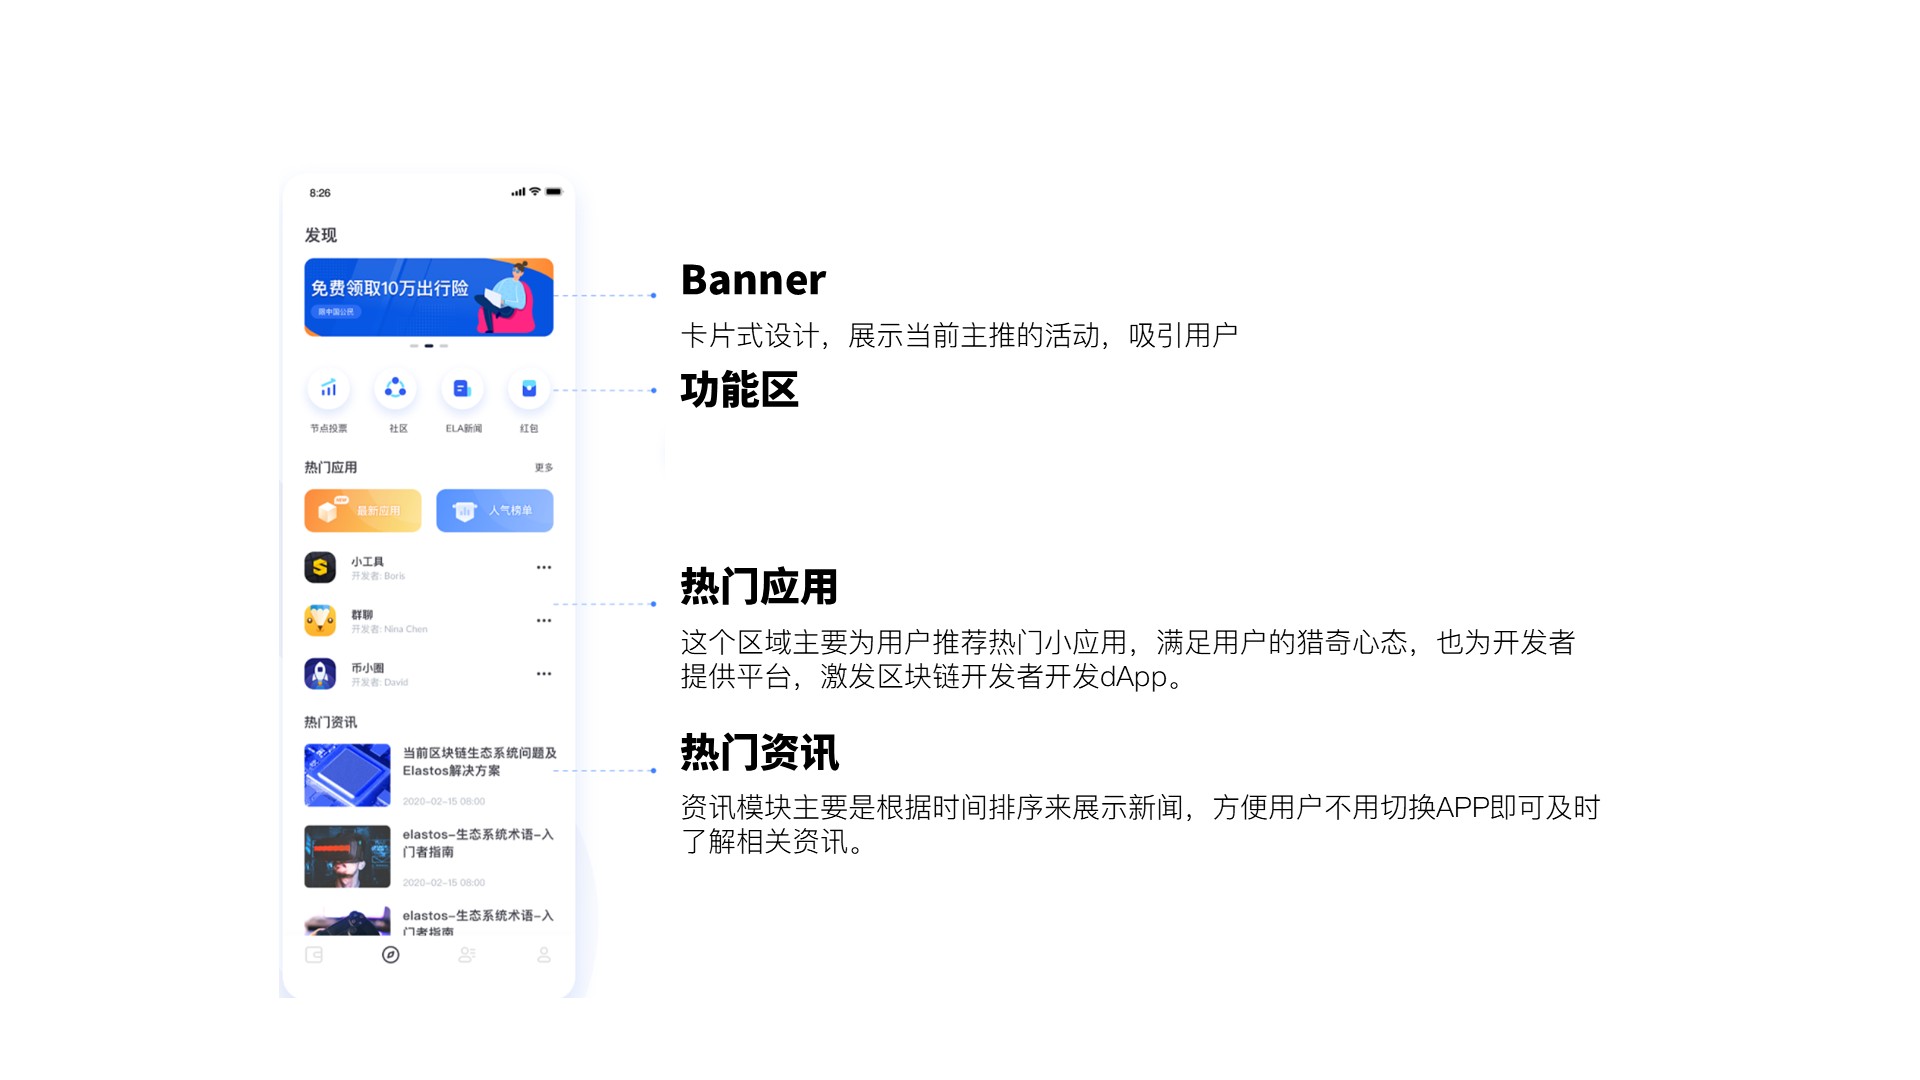 8:26
发现
免费领取10万出行险
限中国公民
节点投票
社区
ELA新闻
红包
热门应用
更多
NEW
最新应用
人气榜单
小工具
开发者: Boris
群聊
开发者: Nina Chen
币小圈
开发者: David
热门资讯
当前区块链生态系统问题及
Elastos解决方案
2020-02-15 08:00
elastos-生态系统术语-入
门者指南
2020-02-15 08:00
elastos-生态系统术语-入
门者指南
Banner
卡片式设计，展示当前主推的活动，吸引用户
功能区
热门应用
这个区域主要为用户推荐热门小应用，满足用户的猎奇心态，也为开发者
提供平台，激发区块链开发者开发dApp。
热门资讯
资讯模块主要是根据时间排序来展示新闻，方便用户不用切换APP即可及时
了解相关资讯。